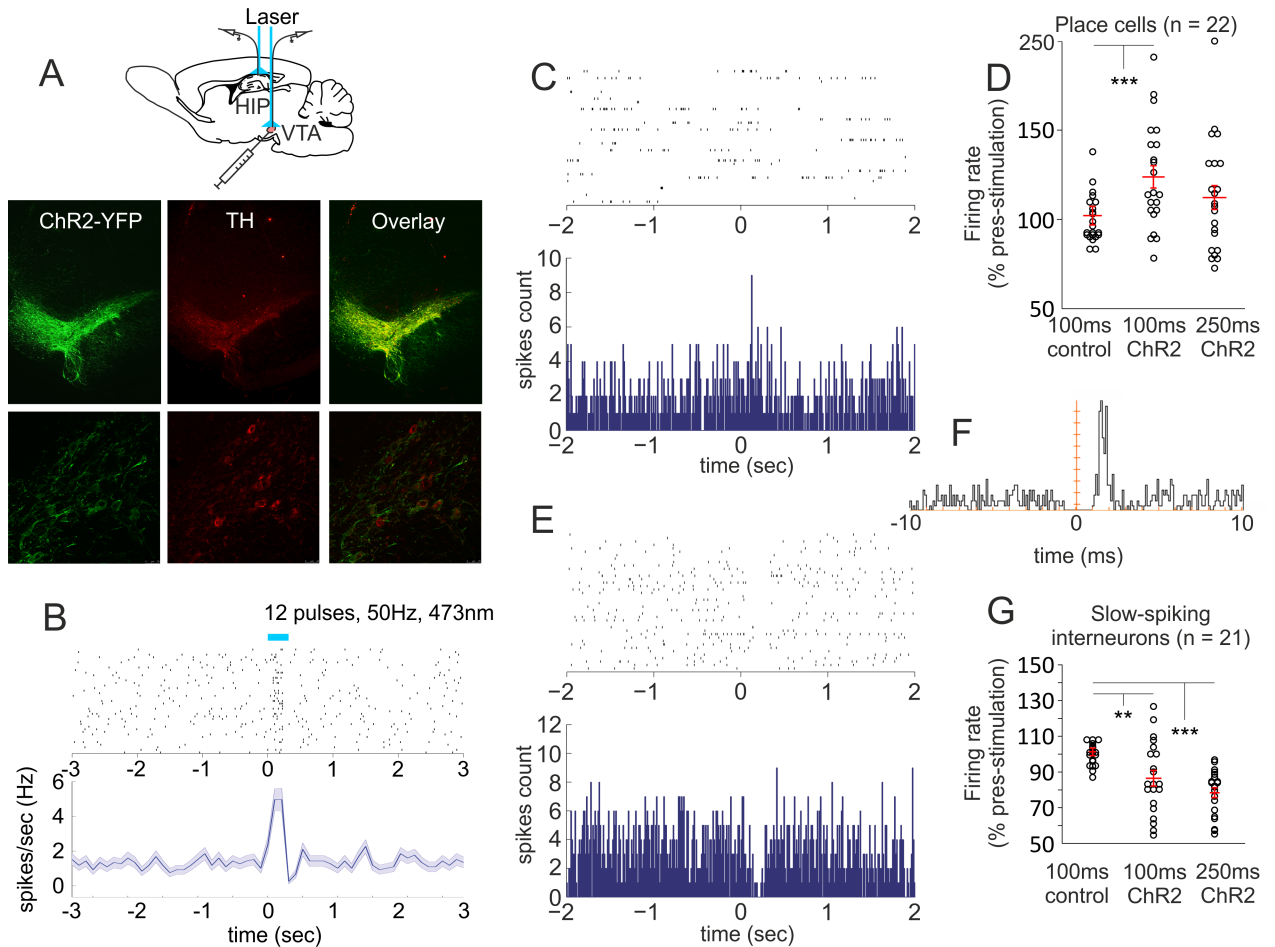 Laser
A
HIP
VTA
ChR2-YFP
TH
Overlay
B
12 pulses, 50Hz, 473nm
-3 -2 -1 0 1 2 3
6
4
2
0
spikes/sec (Hz)
-3 -2 -1 0 1 2 3
time (sec)
C
−2 −1 0 1 2
10
8
6
4
2
0
spikes count
−2 −1 0 1 2
time (sec)
D
Place cells (n = 22)
250
150
100
50
Firing rate
(% pres-stimulation)
***
100ms 100ms 250ms
control ChR2 ChR2
E
−2 −1 0 1 2
12
10
8
6
4
2
0
spikes count
−2 −1 0 1 2
time (sec)
F
-10 0 10
time (ms)
G
Slow-spiking
interneurons (n = 21)
150
130
110
90
70
50
Firing rate
(% pres-stimulation)
**
***
100ms 100ms 250ms
control ChR2 ChR2